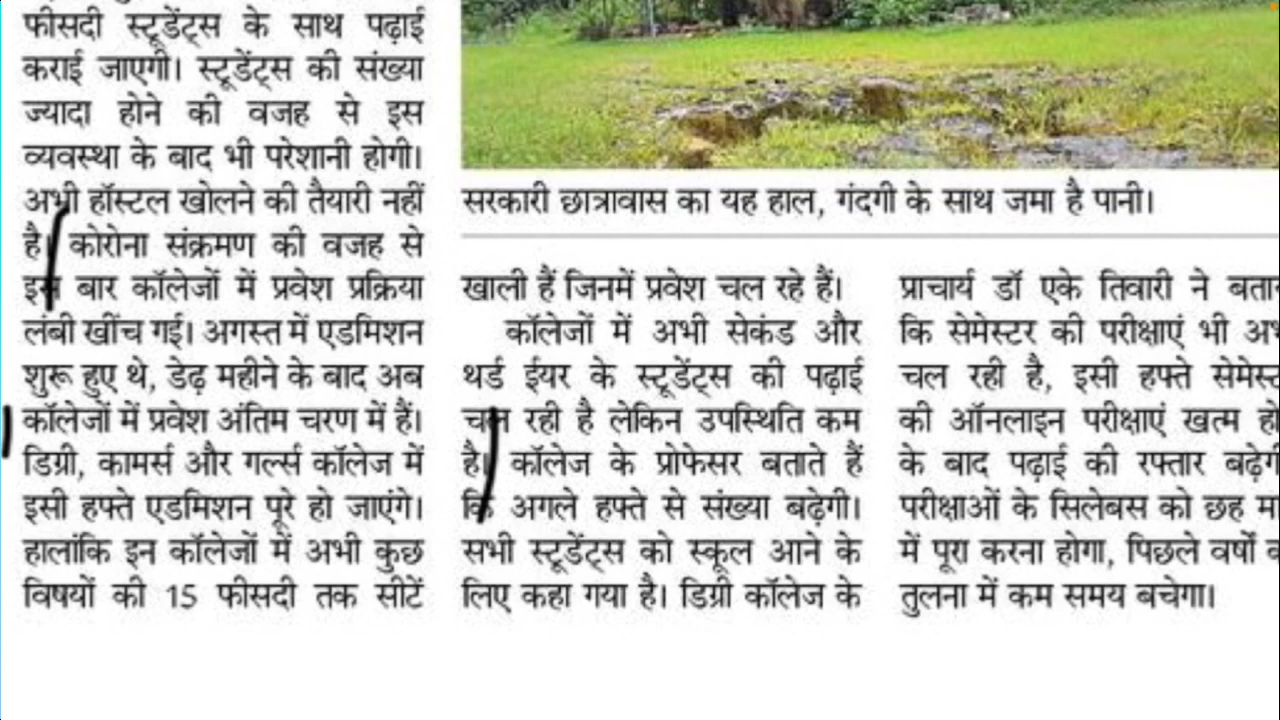 फीसदी स्टूडेंट्स के साथ पढ़ाई
कराई जाएगी। स्टूडेंट्स की संख्या
ज्यादा होने की वजह से इस
व्यवस्था के बाद भी परेशानी होगी।
अभी हॉस्टल खोलने की तैयारी नहीं
है। कोरोना संक्रमण की वजह से
इस बार कॉलेजों में प्रवेश प्रक्रिया
लंबी खींच गई। अगस्त में एडमिशन
शुरू हुए थे, डेढ़ महीने के बाद अब
कॉलेजों में प्रवेश अंतिम चरण में हैं।
डिग्री, कामर्स और गर्ल्स कॉलेज में
इसी हफ्ते एडमिशन पूरे हो जाएंगे।
हालांकि इन कॉलेजों में अभी कुछ
विषयों की 15 फीसदी तक सीटें
सरकारी छात्रावास का यह हाल, गंदगी के साथ जमा है पानी।
खाली हैं जिनमें प्रवेश चल रहे हैं।
कॉलेजों में अभी सेकंड और
थर्ड ईयर के स्टूडेंट्स की पढ़ाई
चल रही है लेकिन उपस्थिति कम
है। कॉलेज के प्रोफेसर बताते हैं
कि अगले हफ्ते से संख्या बढ़ेगी।
सभी स्टूडेंट्स को स्कूल आने के
लिए कहा गया है। डिग्री कॉलेज के
प्राचार्य डॉ एके तिवारी ने
कि सेमेस्टर की परीक्षाएं भी
चल रही है, इसी हफ्ते
की ऑनलाइन परीक्षाएं खत्म
के बाद पढ़ाई की रफ्तार
परीक्षाओं के सिलेबस को छह
में पूरा करना होगा, पिछले वर्षों
तुलना में कम समय बचेगा।